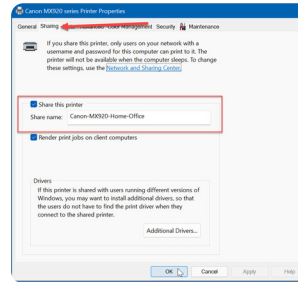 Canon MX920 series Printer Properties
General Sharing Advanced Color Management Security Maintenance
If you share this printer, only users on your network with a
username and password for this computer can print to it. The
printer will not be available when the computer sleeps. To change
these settings, use the Network and Sharing Center.
Share this printer
Share name: Canon-MX920-Home-Office
Render print jobs on client computers
Drivers
If this printer is shared with users running different versions of
Windows, you may want to install additional drivers, so that
the users do not have to find the print driver when they
connect to the shared printer.
Additional Drivers...
OK Cancel Apply Help